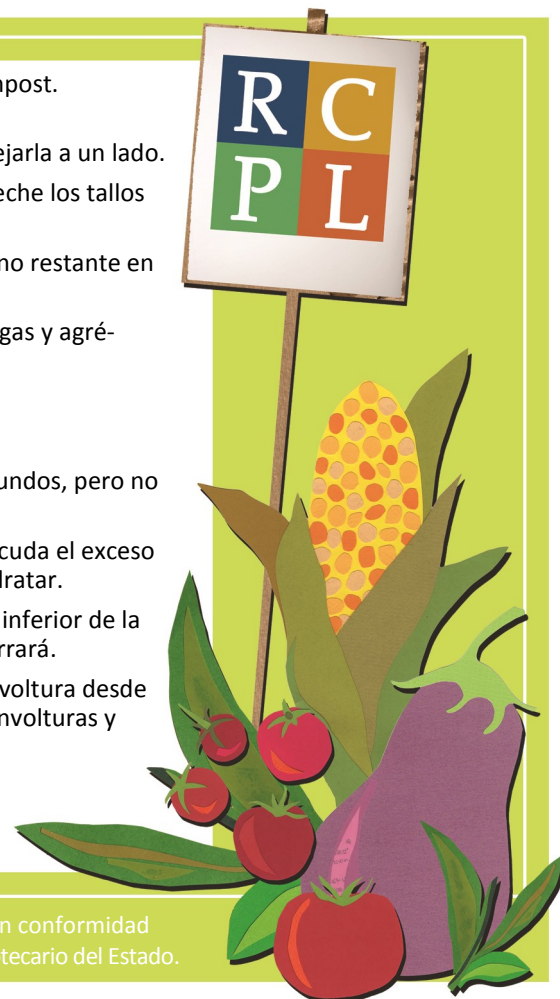 npost.
ejarla a un lado.
eche los tallos
no restante en
gas y agré-
undos, pero no
cuda el exceso
dratar.
inferior de la
rrará.
voltura desde
nvolturas y
n conformidad
tecario del Estado.
R C
P L